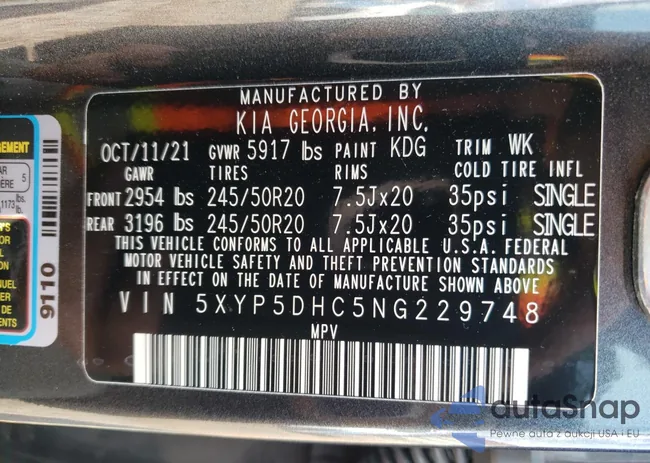 MANUFACTURED BY
KIA GEORGIA, INC.
OCT/11/21 GVWR 5917 lbs PAINT KDG TRIM WK
GAWR TIRES RIMS COLD TIRE INFL
FRONT 2954 lbs 245/50R20 7.5Jx20 35psi SINGLE
REAR 3196 lbs 245/50R20 7.5Jx20 35psi SINGLE
THIS VEHICLE CONFORMS TO ALL APPLICABLE U.S.A. FEDERAL
MOTOR VEHICLE SAFETY AND THEFT PREVENTION STANDARDS
IN EFFECT ON THE DATE OF MANUFACTURE SHOWN ABOVE
VIN 5XYP5DHC5NG229748
MPV
9110
5
1173
autaSnap
Pewne auta z aukcji USA i EU